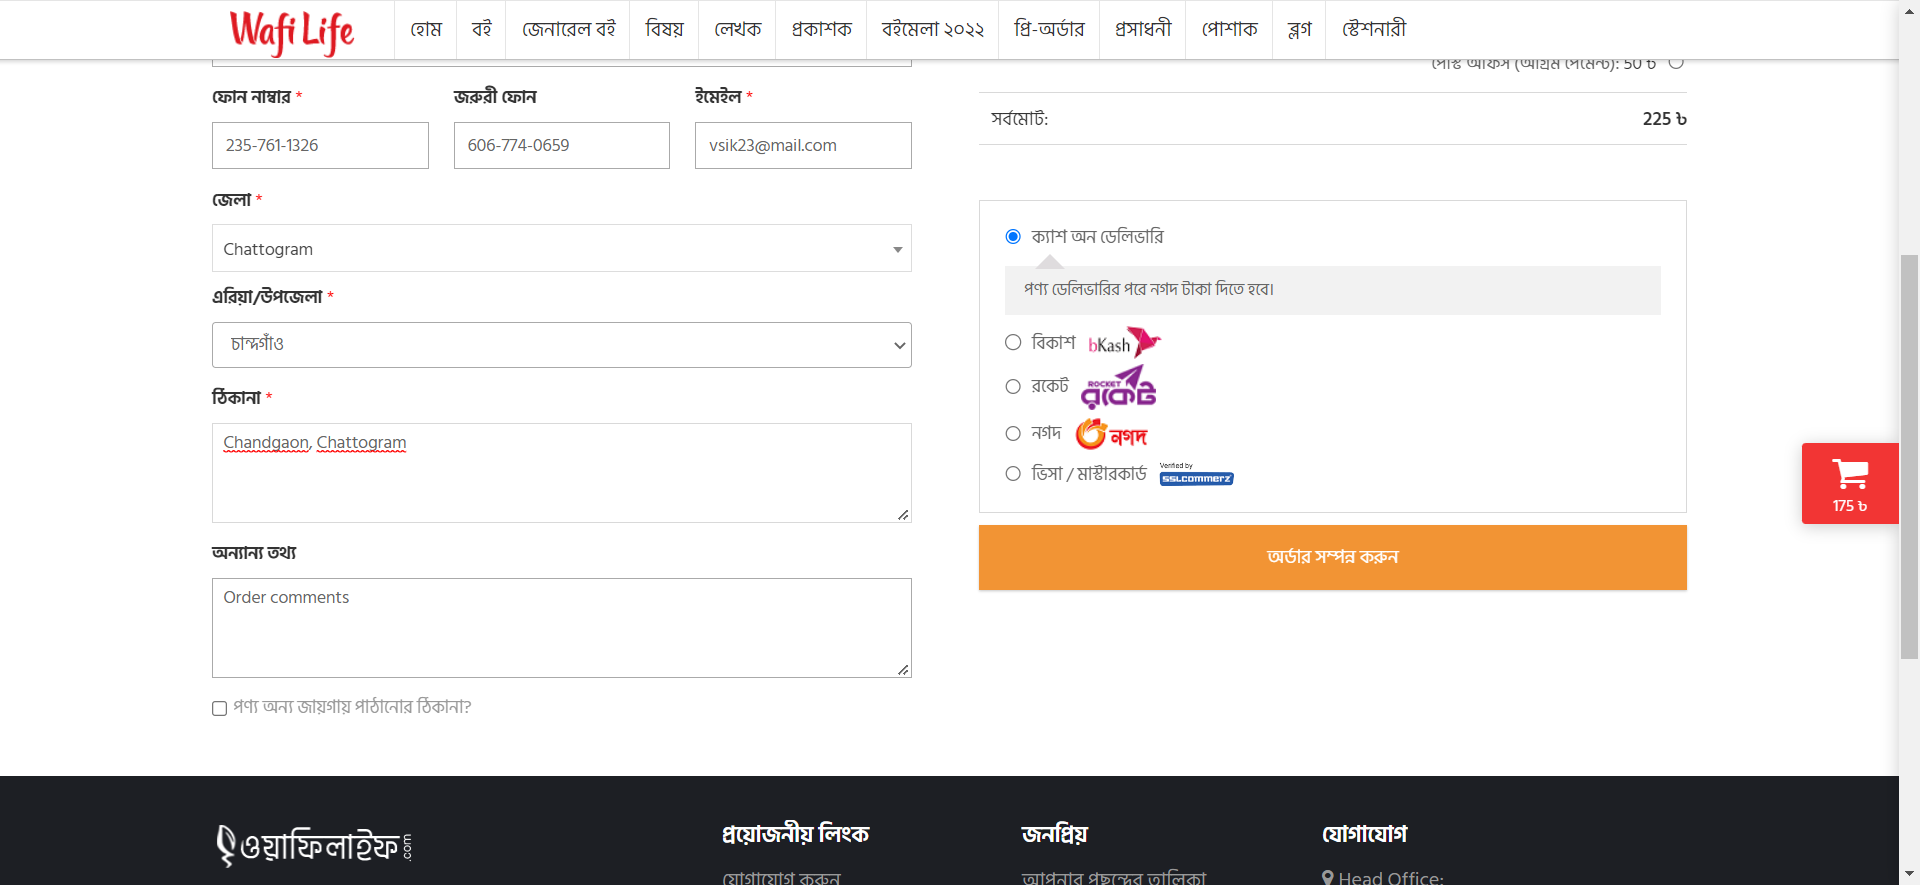 Wafi Life
হোম
বই
জেনারেল বই
বিষয়
লেখক
প্রকাশক
বইমেলা ২০২২
প্রি-অর্ডার
প্রসাধনী
পোশাক
ব্লগ
স্টেশনারী
পোস্ট অফিস (অগ্রিম পেমেন্ট): 50 ৳
ফোন নাম্বার *
জরুরী ফোন
ইমেইল *
235-761-1326
606-774-0659
vsik23@mail.com
সর্বমোট:
225 ৳
জেলা *
Chattogram
এরিয়া/উপজেলা *
চান্দগাঁও
ঠিকানা *
Chandgaon, Chattogram
অন্যান্য তথ্য
Order comments
পণ্য অন্য জায়গায় পাঠানোর ঠিকানা?
ক্যাশ অন ডেলিভারি
পণ্য ডেলিভারির পরে নগদ টাকা দিতে হবে।
বিকাশ bKash
রকেট ROCKET রকেট
নগদ নগদ
ভিসা / মাস্টারকার্ড Verified by SSLCOMMERZ
অর্ডার সম্পন্ন করুন
175 ৳
ওয়াফিলাইফ.com
প্রয়োজনীয় লিংক
যোগাযোগ করুন
জনপ্রিয়
আপনার পছন্দের তালিকা
যোগাযোগ
Head Office: